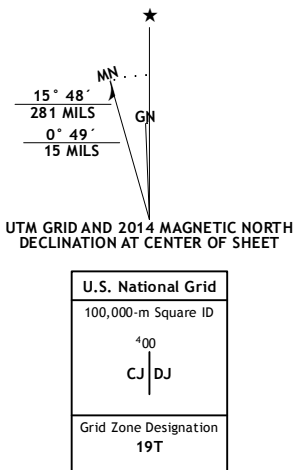 ★
MN
GN
15° 48´
281 MILS
0° 49´
15 MILS
UTM GRID AND 2014 MAGNETIC NORTH
DECLINATION AT CENTER OF SHEET
U.S. National Grid
100,000-m Square ID
⁴00
CJ DJ
Grid Zone Designation
19T